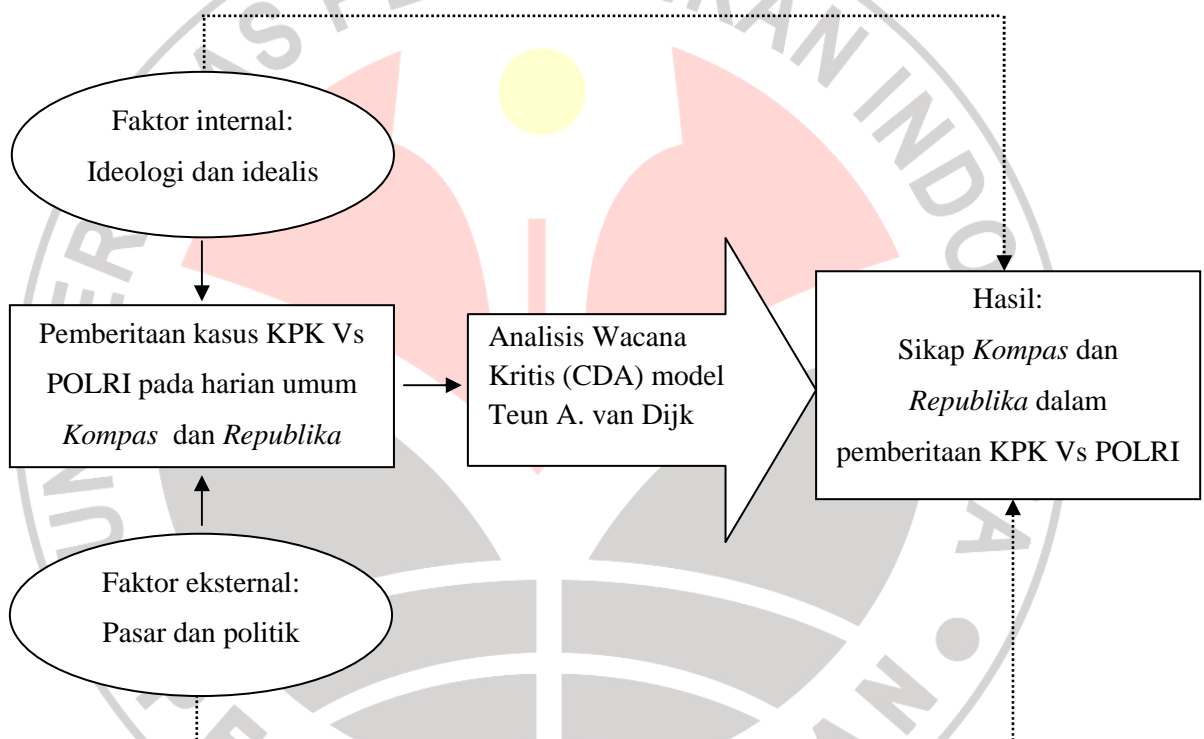 Faktor internal:
Ideologi dan idealis
Pemberitaan kasus KPK Vs
POLRI pada harian umum
Kompas dan Republika
Analisis Wacana
Kritis (CDA) model
Teun A. van Dijk
Hasil:
Sikap Kompas dan
Republika dalam
pemberitaan KPK Vs POLRI
Faktor eksternal:
Pasar dan politik